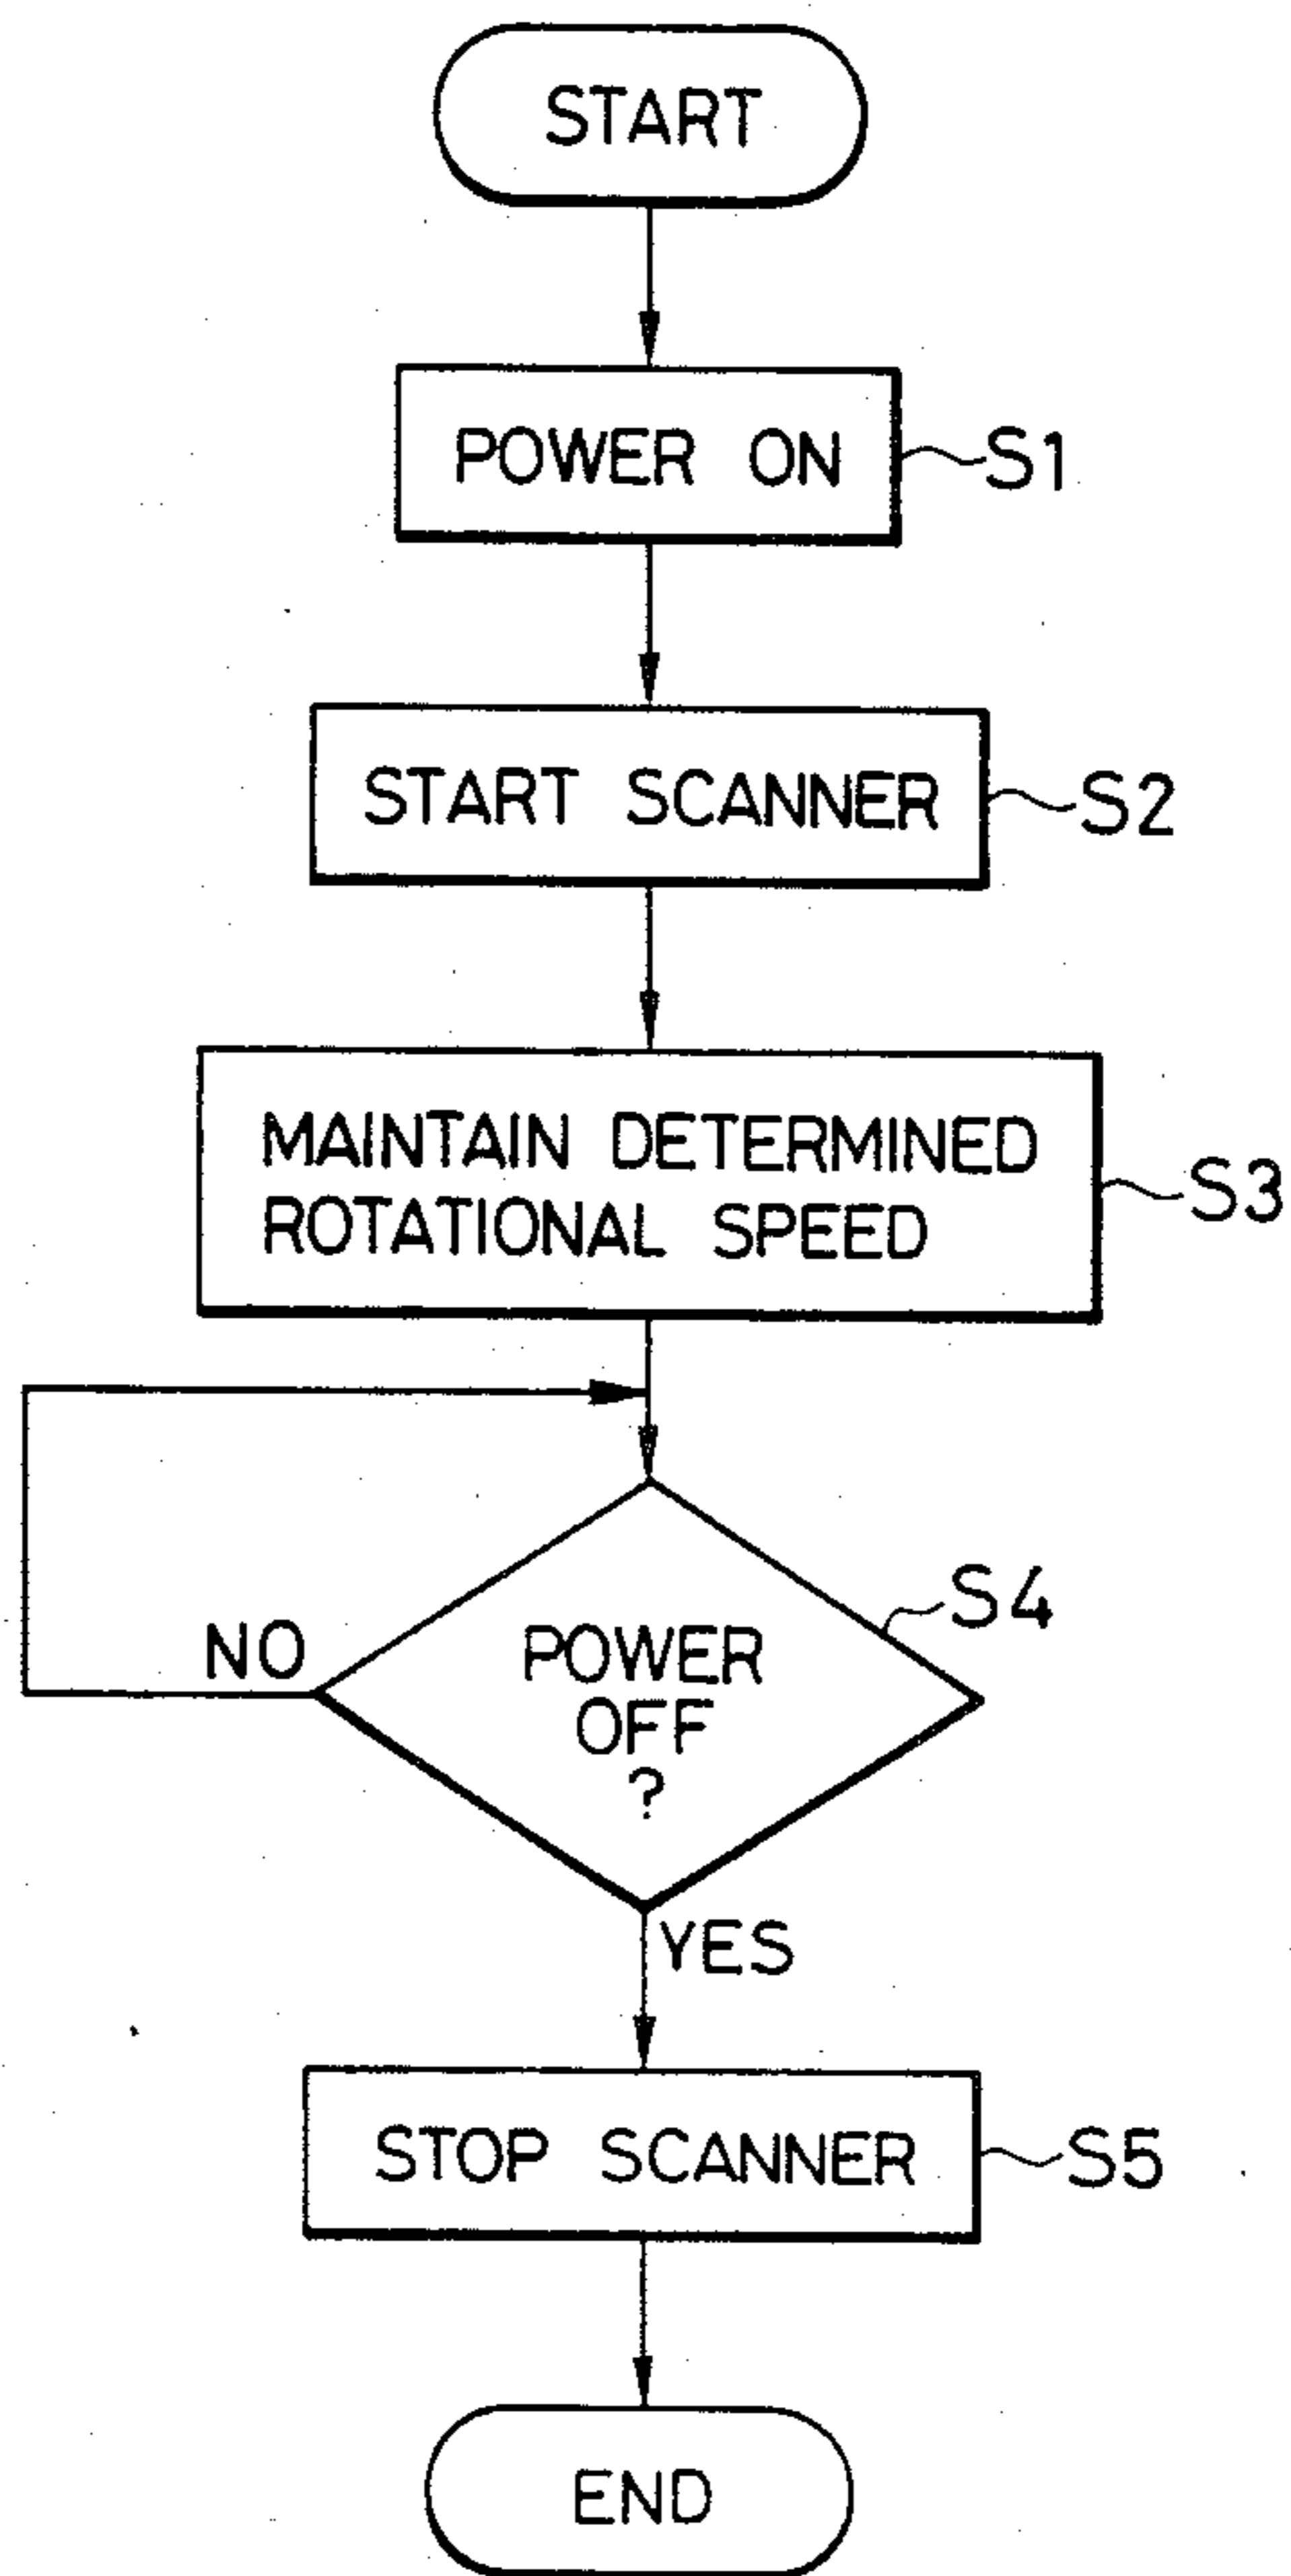 START
POWER ON
S1
START SCANNER
S2
MAINTAIN DETERMINED
ROTATIONAL SPEED
S3
S4
NO
POWER
OFF
?
YES
STOP SCANNER
S5
END